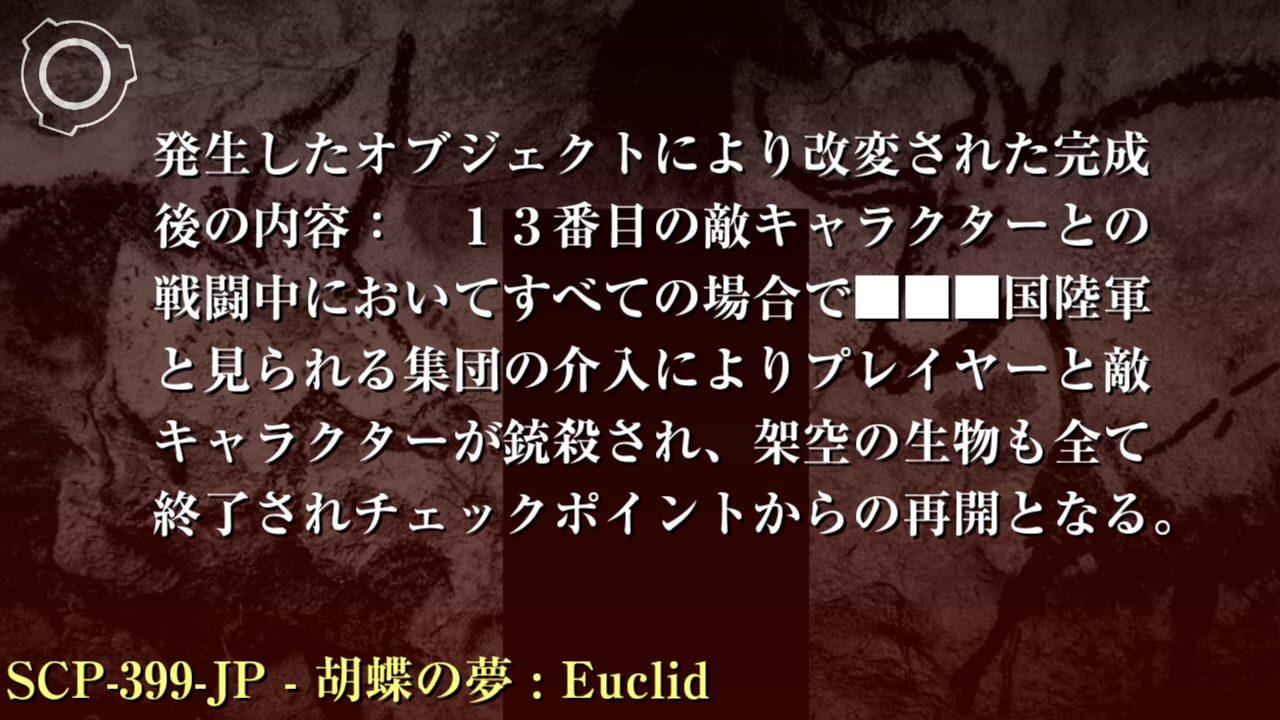 発生したオブジェクトにより改変された完成
後の内容：　１３番目の敵キャラクターとの
戦闘中においてすべての場合で■■■国陸軍
と見られる集団の介入によりプレイヤーと敵
キャラクターが銃殺され、架空の生物も全て
終了されチェックポイントからの再開となる。
SCP-399-JP - 胡蝶の夢 : Euclid